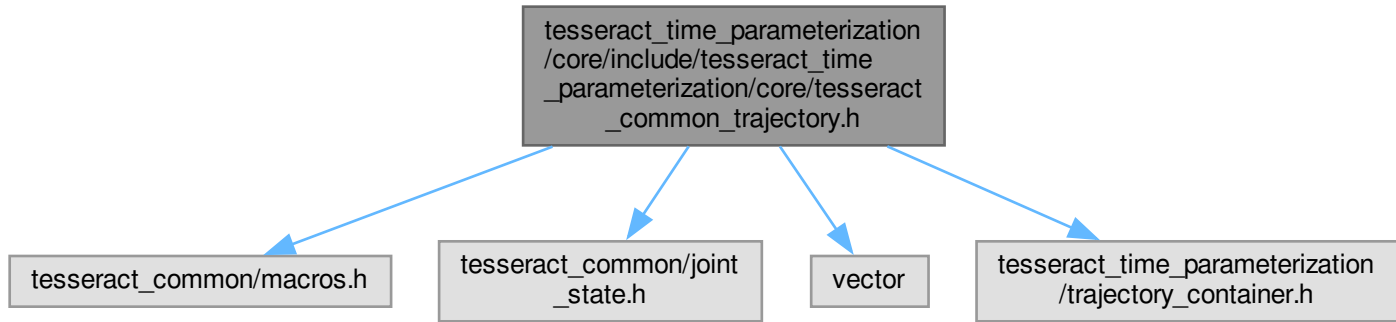 tesseract_time_parameterization
/core/include/tesseract_time
_parameterization/core/tesseract
_common_trajectory.h
tesseract_common/macros.h
tesseract_common/joint
_state.h
vector
tesseract_time_parameterization
/trajectory_container.h